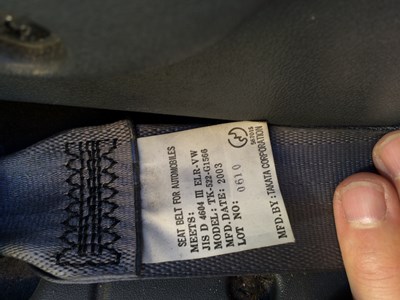 SEAT BELT FOR AUTOMOBILES
MEETS:
JIS D 4604 III ELR-VW
MODEL: TK-S22-G1566
MFD.DATE: 2003
LOT NO: 0610
MFD.BY: TAKATA CORPORATION